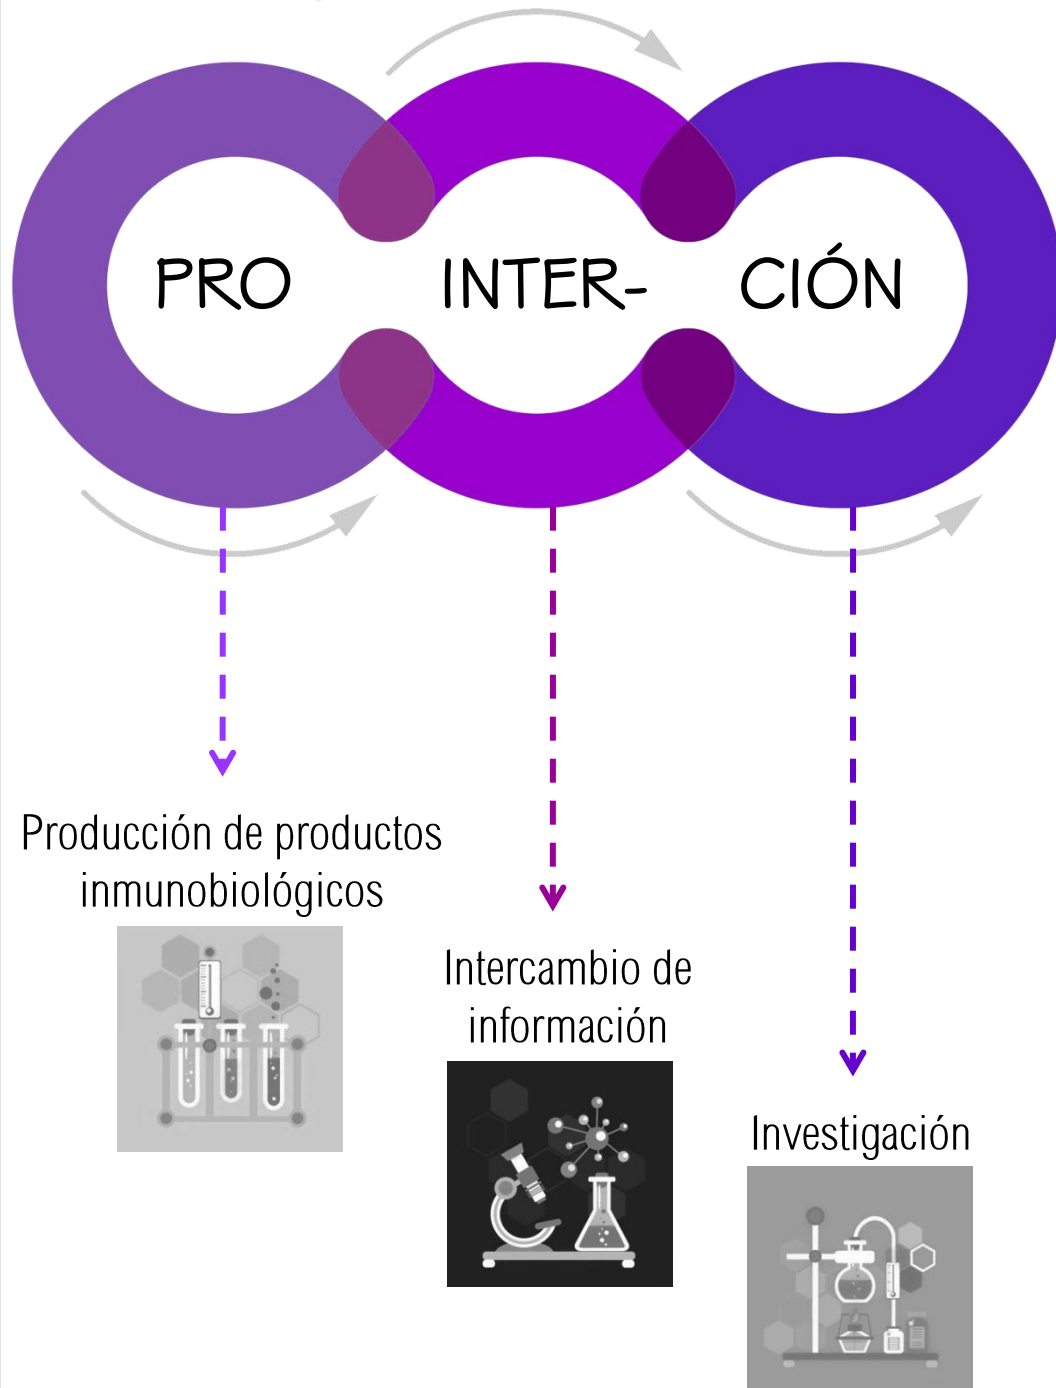 PRO
INTER-
CIÓN
Producción de productos
inmunobiológicos
Intercambio de
información
Investigación